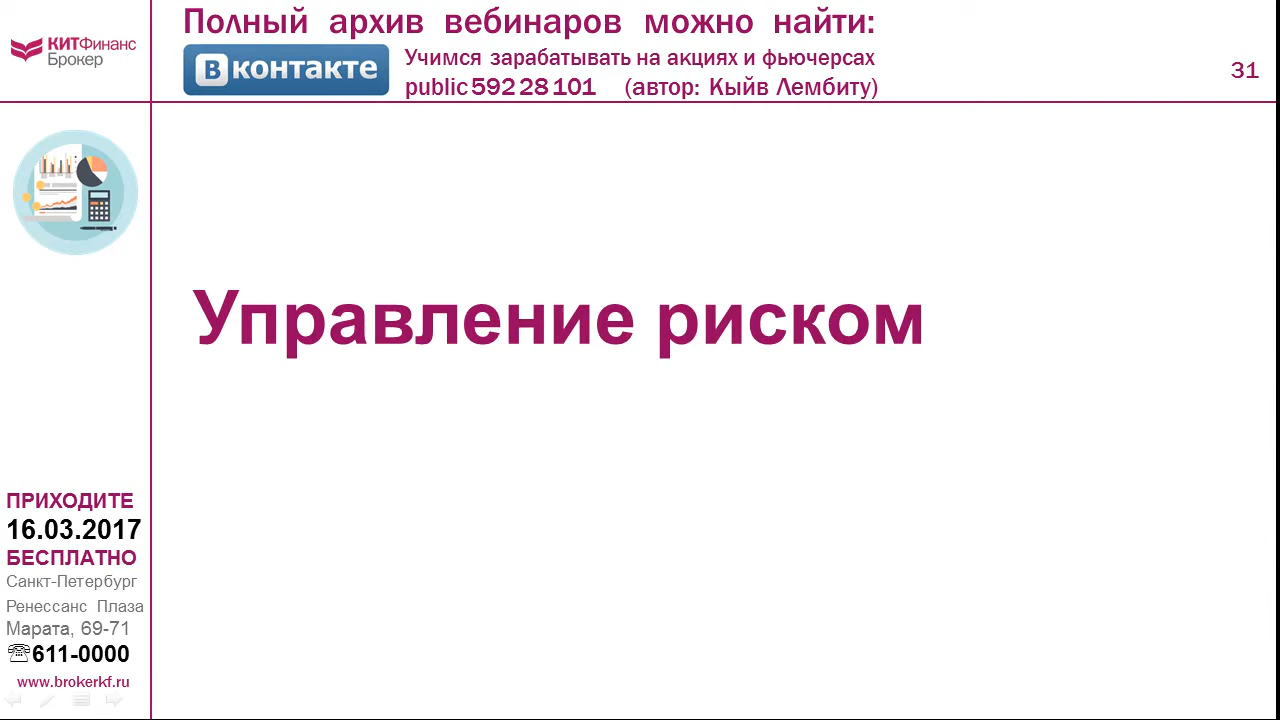 КИТФинанс
Брокер
Полный архив вебинаров можно найти:
В контакте
Учимся зарабатывать на акциях и фьючерсах
public 592 28 101 (автор: Кыйв Лембиту)
31
Управление риском
ПРИХОДИТЕ
16.03.2017
БЕСПЛАТНО
Санкт-Петербург
Ренессанс Плаза
Марата, 69-71
☏611-0000
www.brokerkf.ru